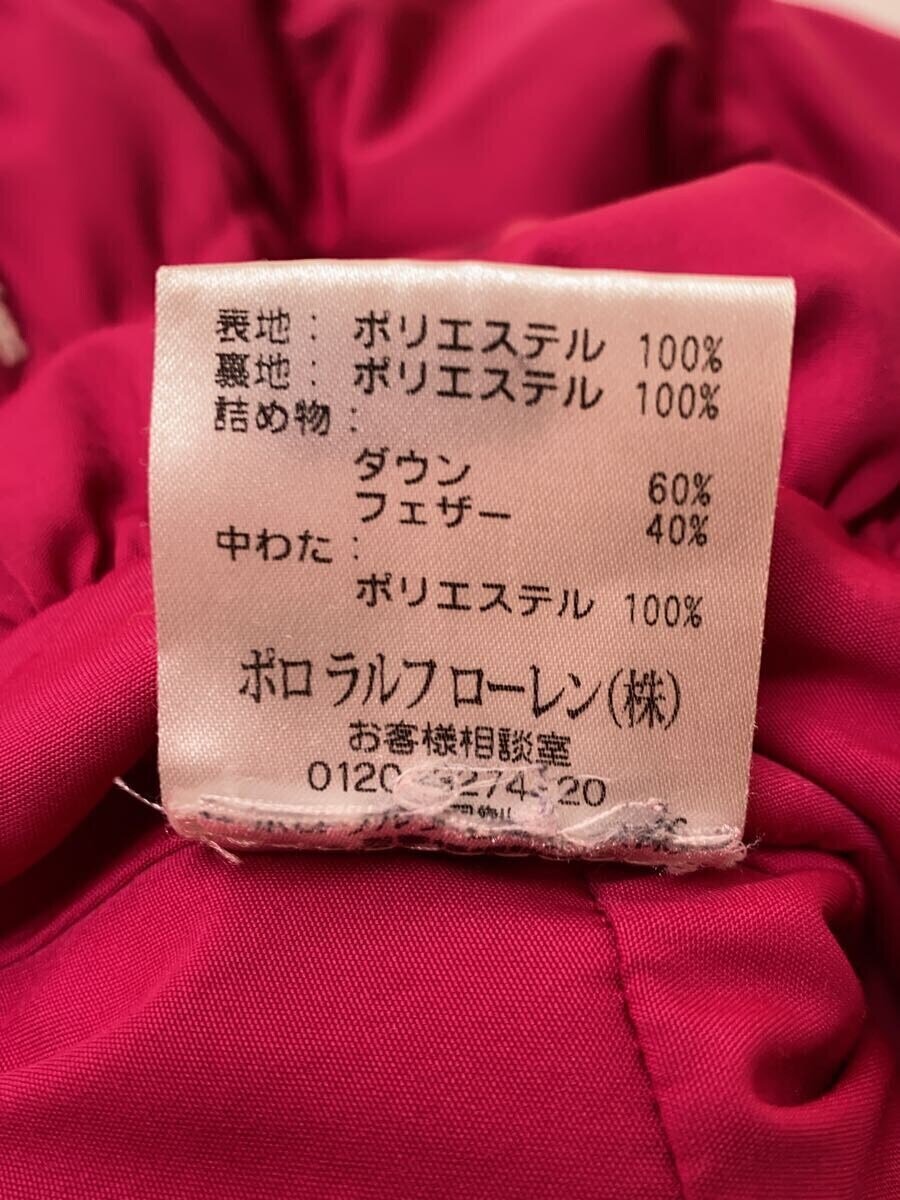 表地: ポリエステル 100%
裏地: ポリエステル 100%
詰め物:
ダウン 60%
フェザー 40%
中わた:
ポリエステル 100%
ポロ ラルフ ローレン(株)
お客様相談室